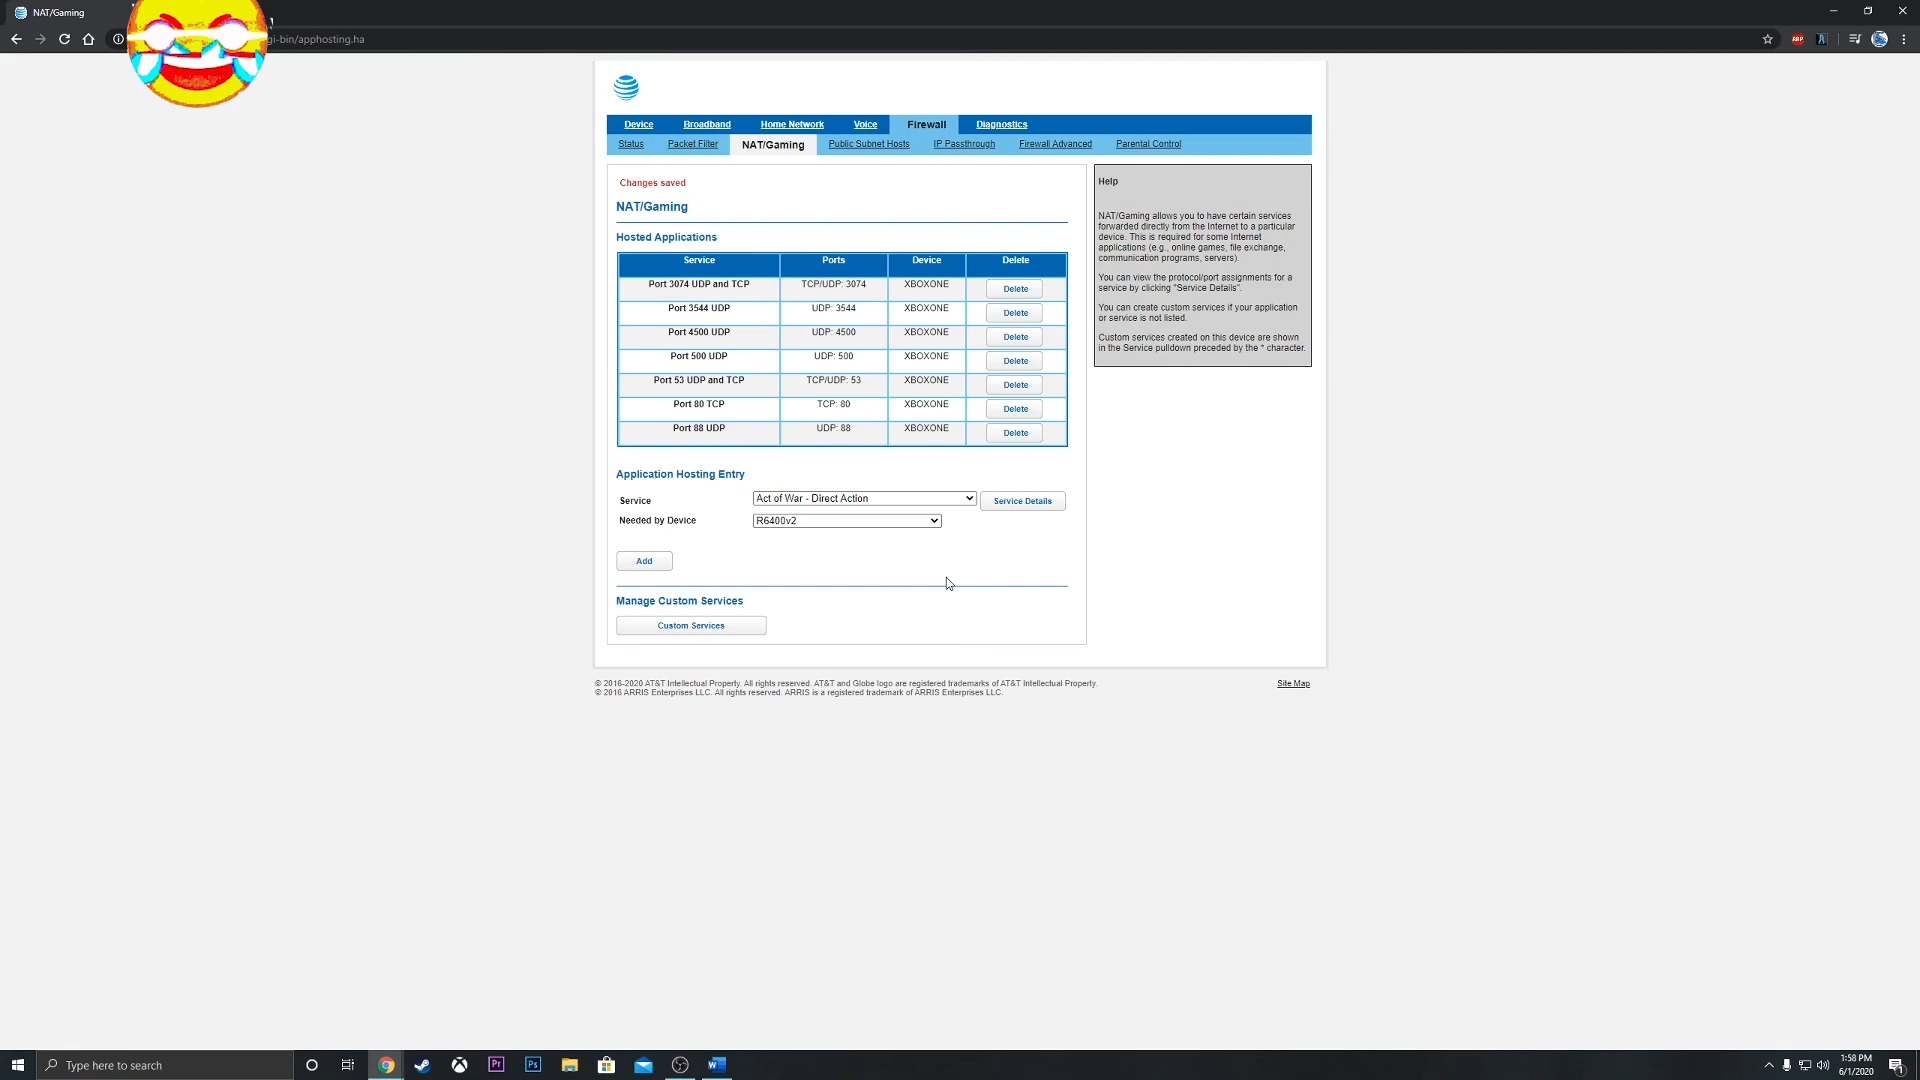 NAT/Gaming
gi-bin/apphosting.ha
ABP
Device Broadband Home Network Voice Firewall Diagnostics
Status Packet Filter NAT/Gaming Public Subnet Hosts IP Passthrough Firewall Advanced Parental Control
Changes saved
NAT/Gaming
Hosted Applications
Service Ports Device Delete
Port 3074 UDP and TCP TCP/UDP: 3074 XBOXONE Delete
Port 3544 UDP UDP: 3544 XBOXONE Delete
Port 4500 UDP UDP: 4500 XBOXONE Delete
Port 500 UDP UDP: 500 XBOXONE Delete
Port 53 UDP and TCP TCP/UDP: 53 XBOXONE Delete
Port 80 TCP TCP: 80 XBOXONE Delete
Port 88 UDP UDP: 88 XBOXONE Delete
Application Hosting Entry
Service Act of War - Direct Action Service Details
Needed by Device R6400v2
Add
Manage Custom Services
Custom Services
Help
NAT/Gaming allows you to have certain services
forwarded directly from the Internet to a particular
device. This is required for some Internet
applications (e.g., online games, file exchange,
communication programs, servers).
You can view the protocol/port assignments for a
service by clicking "Service Details".
You can create custom services if your application
or service is not listed.
Custom services created on this device are shown
in the Service pulldown preceded by the * character.
© 2016-2020 AT&T Intellectual Property. All rights reserved. AT&T and Globe logo are registered trademarks of AT&T Intellectual Property.
© 2016 ARRIS Enterprises LLC. All rights reserved. ARRIS is a registered trademark of ARRIS Enterprises LLC.
Site Map
Type here to search
Pr
Ps
W
1:58 PM
6/1/2020
1